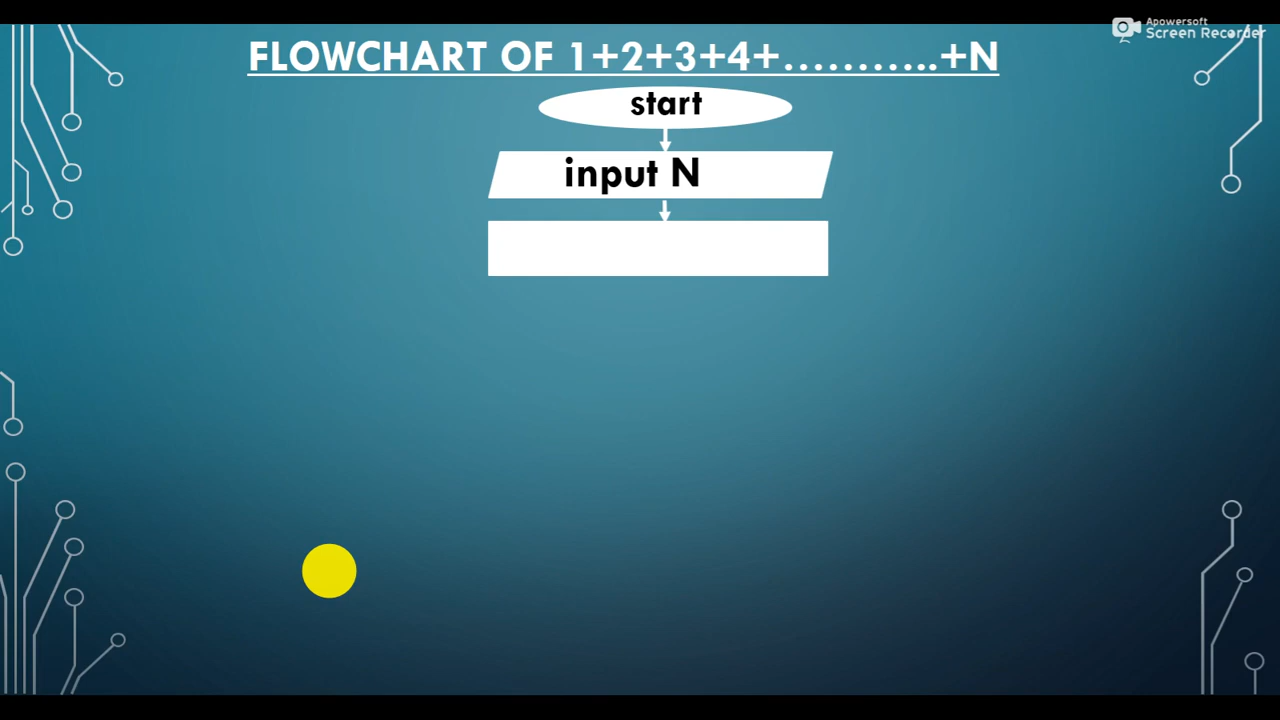 Apowersoft
Screen Recorder
FLOWCHART OF 1+2+3+4+………..+N
start
input N